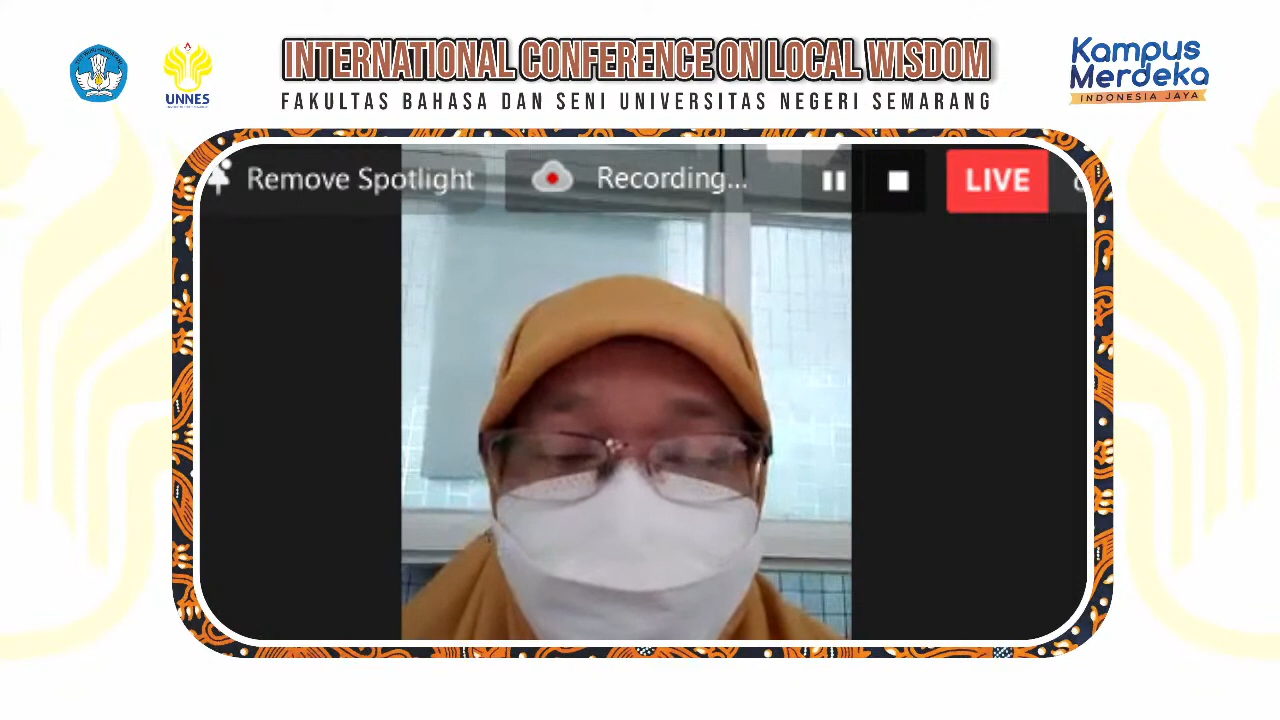 INTERNATIONAL CONFERENCE ON LOCAL WISDOM
FAKULTAS BAHASA DAN SENI UNIVERSITAS NEGERI SEMARANG
UNNES
Kampus
Merdeka
INDONESIA JAYA
Remove Spotlight
Recording...
LIVE